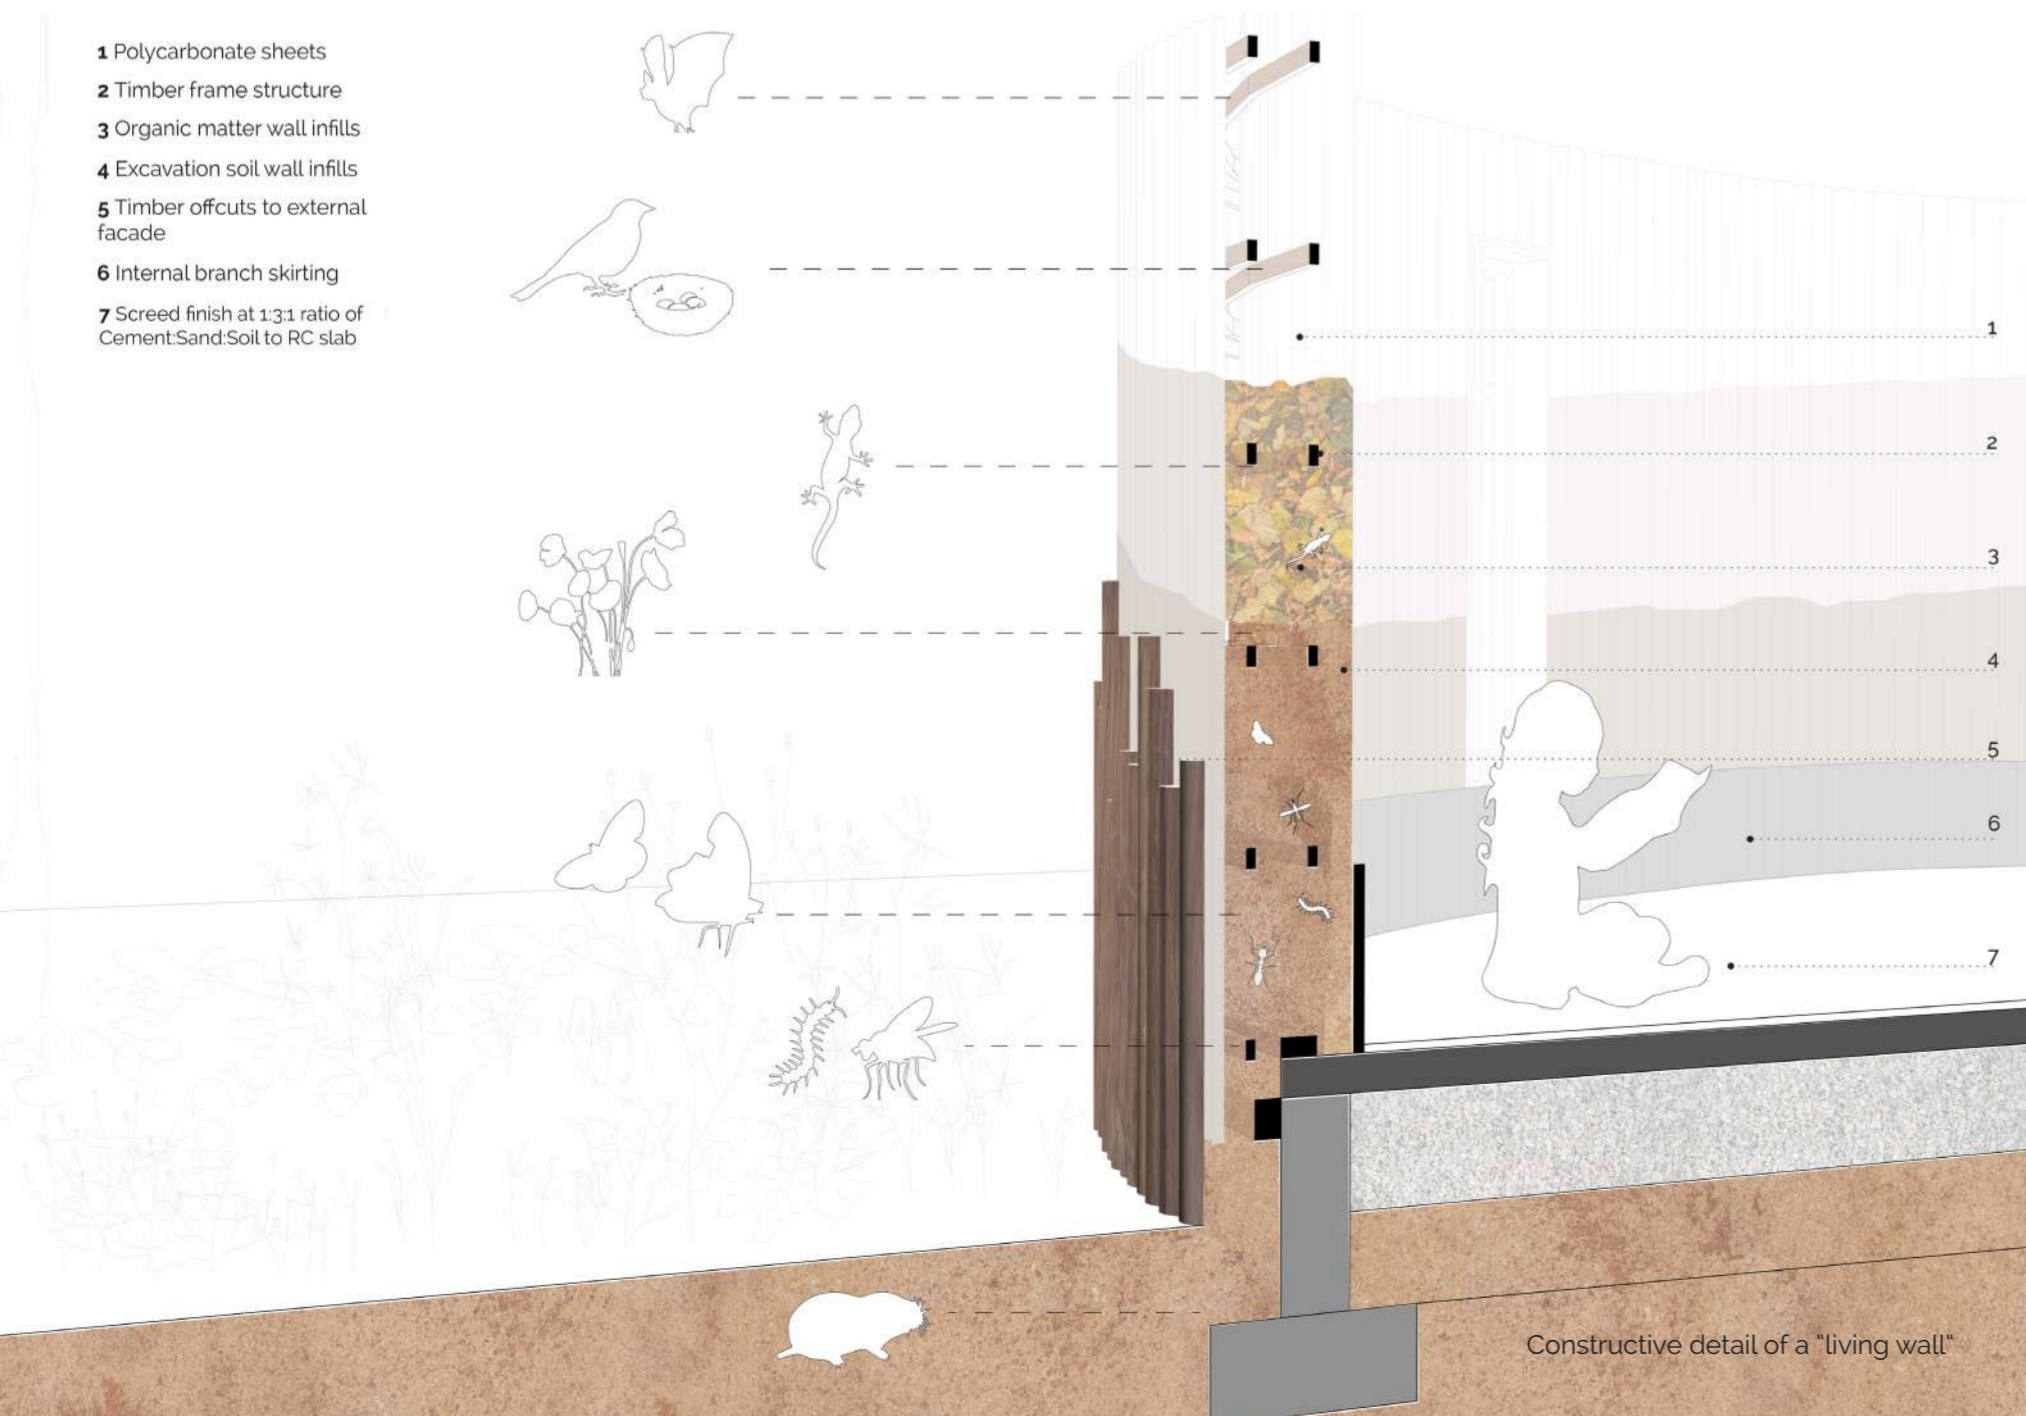 1 Polycarbonate sheets
2 Timber frame structure
3 Organic matter wall infills
4 Excavation soil wall infills
5 Timber offcuts to external
facade
6 Internal branch skirting
7 Screed finish at 1:3:1 ratio of
Cement:Sand:Soil to RC slab
1
2
3
4
5
6
7
Constructive detail of a "living wall"